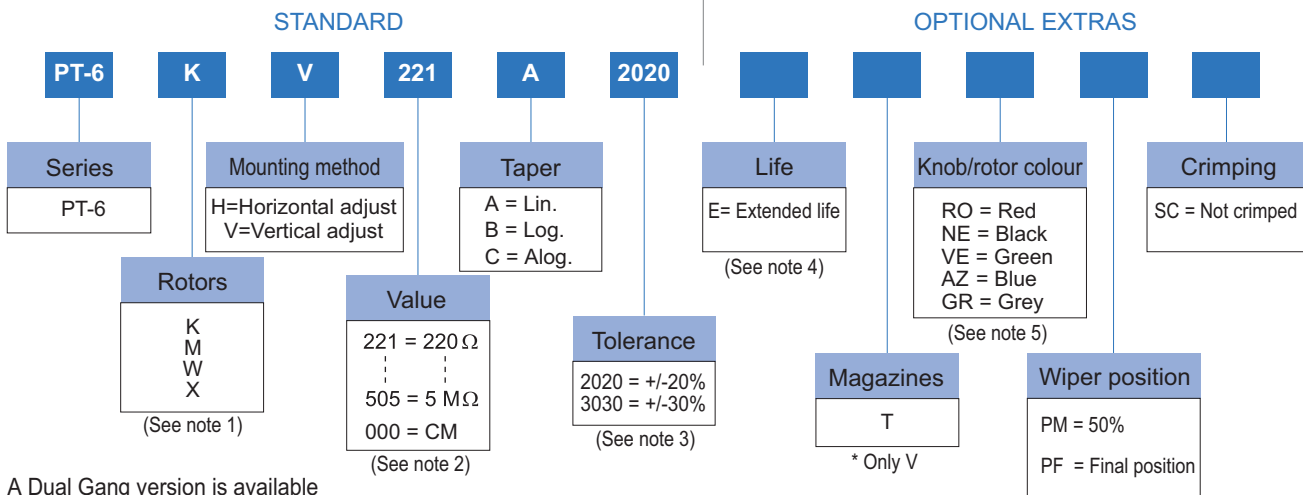 STANDARD
OPTIONAL EXTRAS
PT-6 K V 221 A 2020
Series
PT-6
Mounting method
H=Horizontal adjust
V=Vertical adjust
Taper
A = Lin.
B = Log.
C = Alog.
Life
E= Extended life
(See note 4)
Knob/rotor colour
RO = Red
NE = Black
VE = Green
AZ = Blue
GR = Grey
(See note 5)
Crimping
SC = Not crimped
Rotors
K
M
W
X
(See note 1)
Value
221 = 220 Ω
505 = 5 MΩ
000 = CM
(See note 2)
Tolerance
2020 = +/-20%
3030 = +/-30%
(See note 3)
Magazines
T
* Only V
Wiper position
PM = 50%
PF = Final position
A Dual Gang version is available